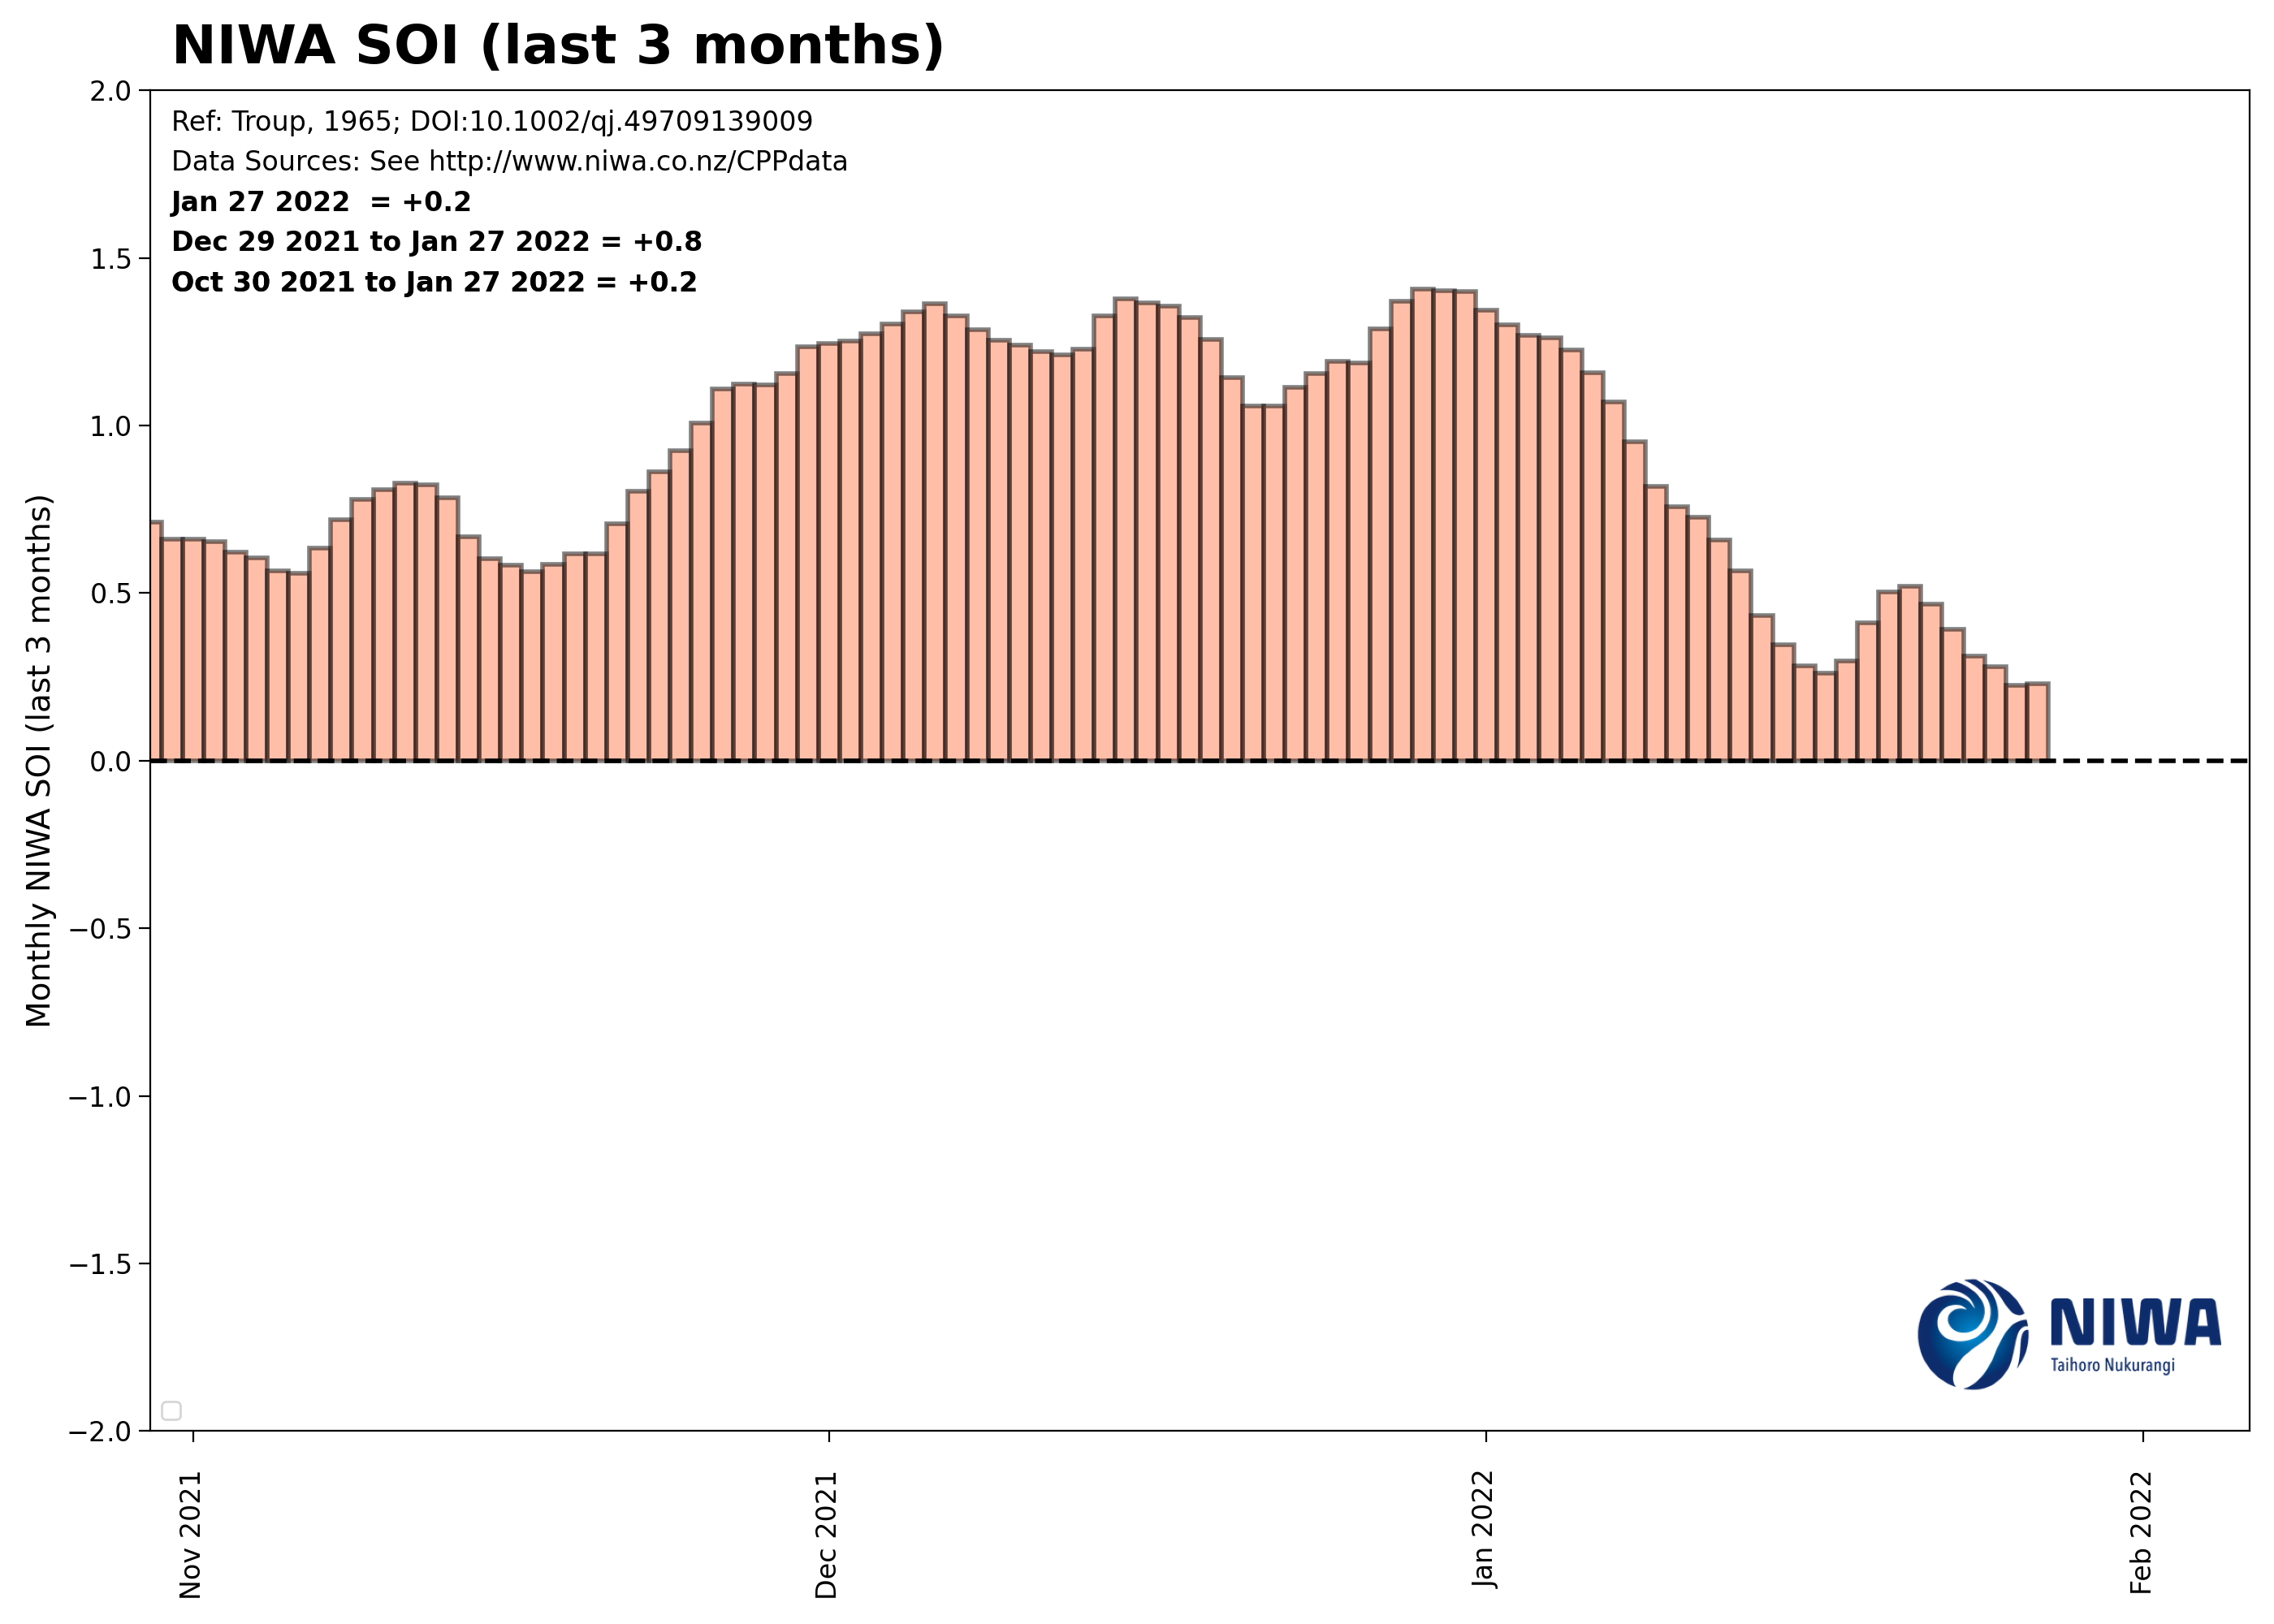 NIWA SOI (last 3 months)
Ref: Troup, 1965; DOI:10.1002/qj.49709139009
Data Sources: See http://www.niwa.co.nz/CPPdata
Jan 27 2022  = +0.2
Dec 29 2021 to Jan 27 2022 = +0.8
Oct 30 2021 to Jan 27 2022 = +0.2
Monthly NIWA SOI (last 3 months)
2.0
1.5
1.0
0.5
0.0
−0.5
−1.0
−1.5
−2.0
NIWA
Taihoro Nukurangi
Nov 2021
Dec 2021
Jan 2022
Feb 2022